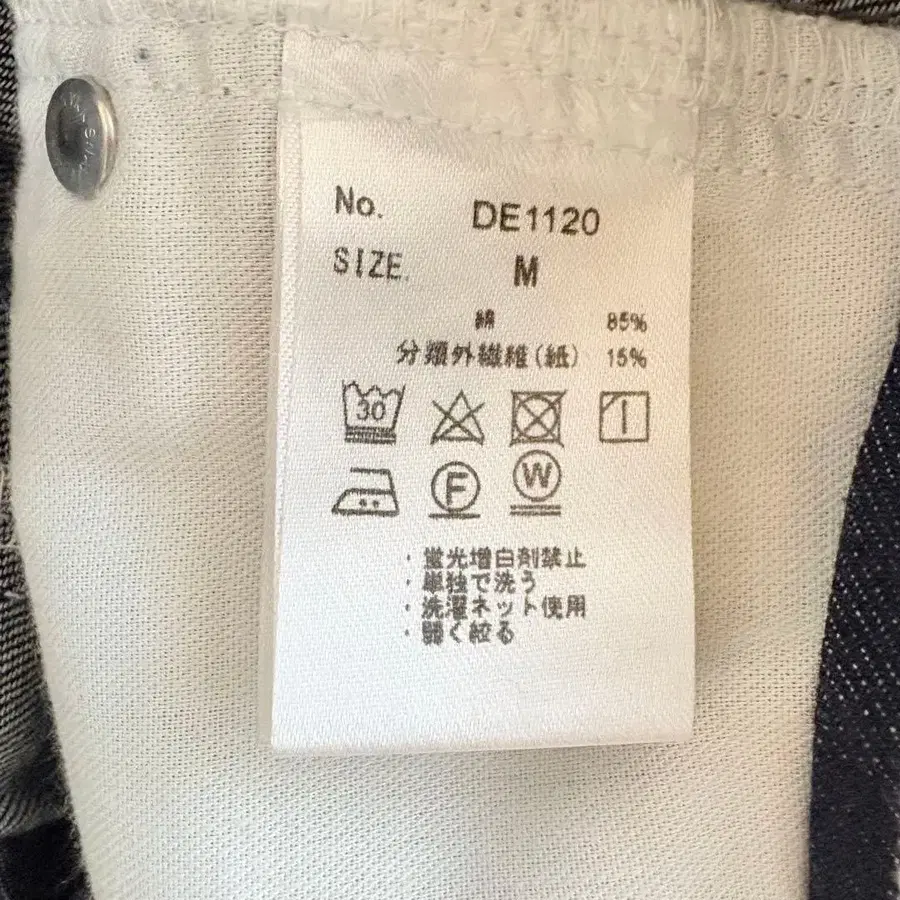 No. DE1120
SIZE. M
綿 85%
分類外繊維(紙) 15%
30
F W
・蛍光増白剤禁止
・単独で洗う
・洗濯ネット使用
・弱く絞る